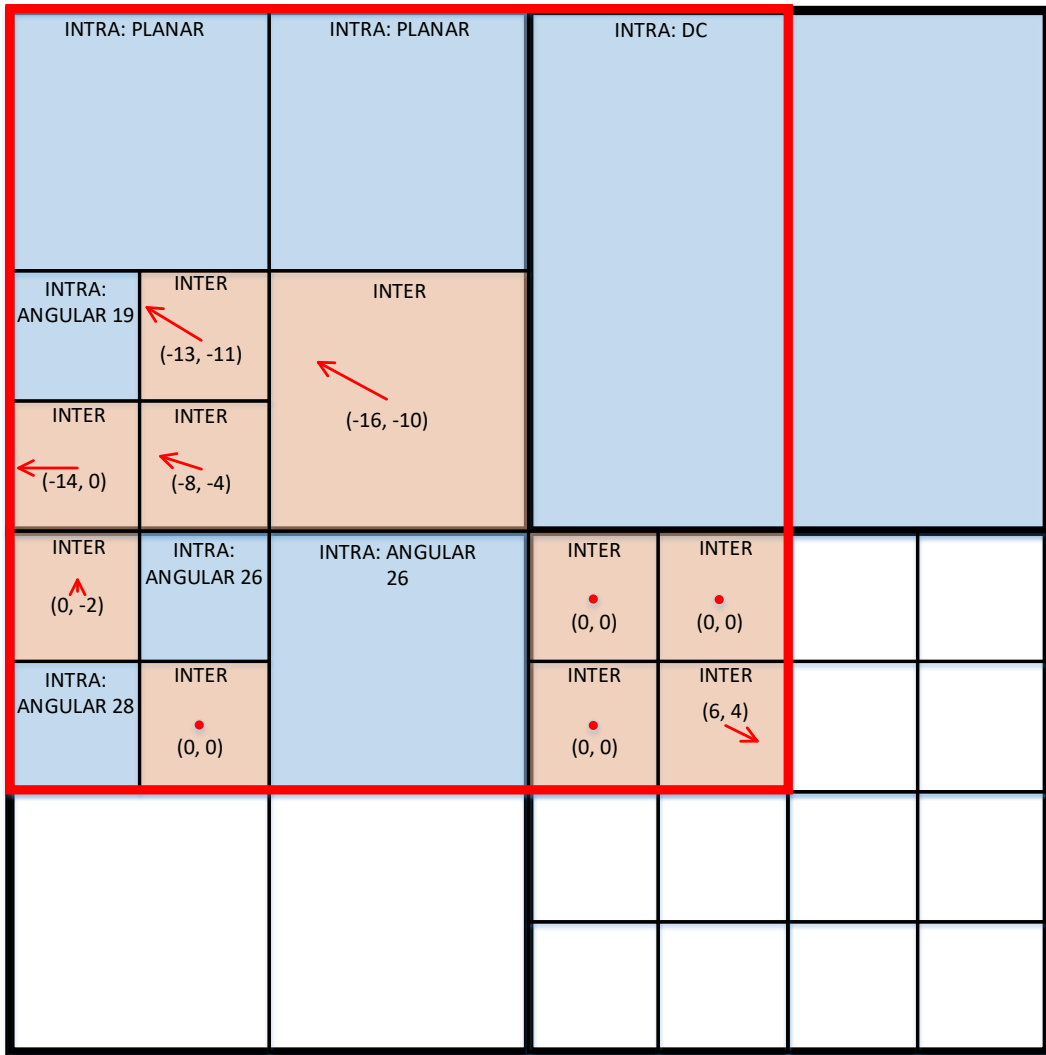 INTRA: PLANAR
INTRA: PLANAR
INTRA: DC
INTRA:
ANGULAR 19
INTER
(-13, -11)
INTER
(-16, -10)
INTER
(-14, 0)
INTER
(-8, -4)
INTER
(0, -2)
INTRA:
ANGULAR 26
INTRA: ANGULAR
26
INTER
(0, 0)
INTER
(0, 0)
INTRA:
ANGULAR 28
INTER
(0, 0)
INTER
(0, 0)
INTER
(6, 4)